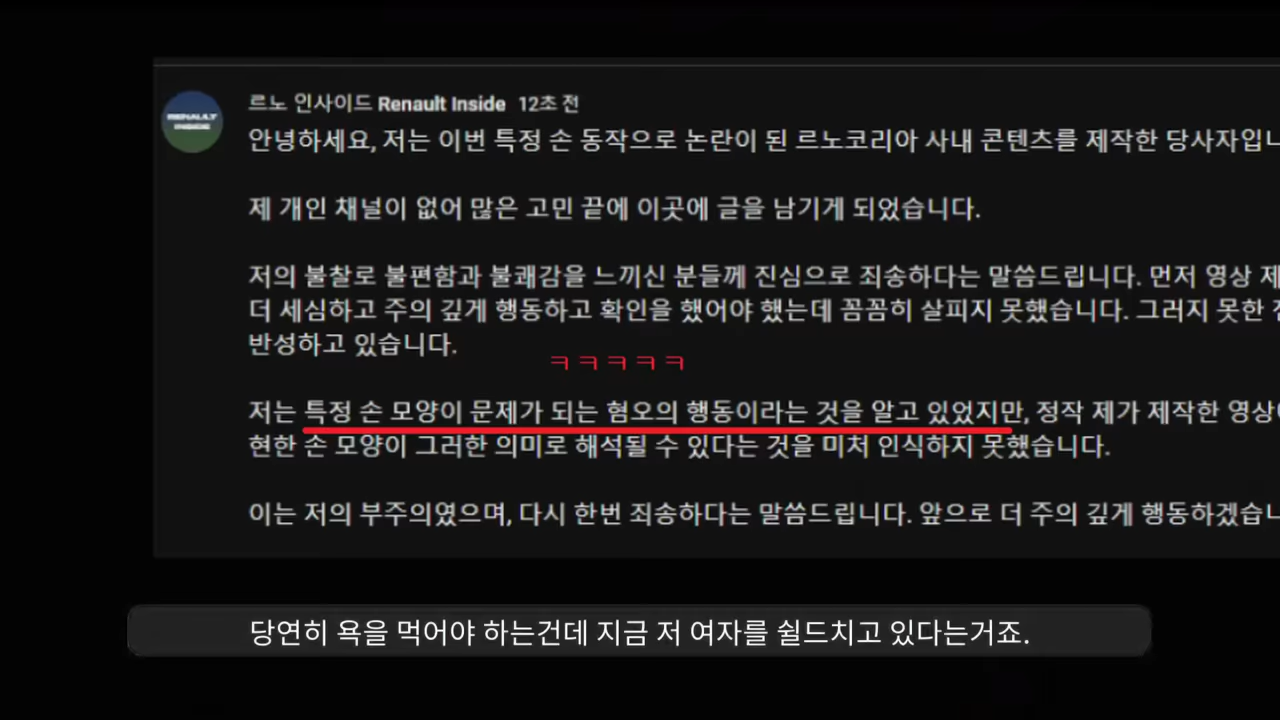 르노 인사이드 Renault Inside 12초 전
RENAULT
INSIDE
안녕하세요, 저는 이번 특정 손 동작으로 논란이 된 르노코리아 사내 콘텐츠를 제작한 당사자입니
제 개인 채널이 없어 많은 고민 끝에 이곳에 글을 남기게 되었습니다.
저의 불찰로 불편함과 불쾌감을 느끼신 분들께 진심으로 죄송하다는 말씀드립니다. 먼저 영상 제
더 세심하고 주의 깊게 행동하고 확인을 했어야 했는데 꼼꼼히 살피지 못했습니다. 그러지 못한
반성하고 있습니다.
ㅋㅋㅋㅋㅋ
저는 특정 손 모양이 문제가 되는 혐오의 행동이라는 것을 알고 있었지만, 정작 제가 제작한 영상
현한 손 모양이 그러한 의미로 해석될 수 있다는 것을 미처 인식하지 못했습니다.
이는 저의 부주의였으며, 다시 한번 죄송하다는 말씀드립니다. 앞으로 더 주의 깊게 행동하겠습니
당연히 욕을 먹어야 하는건데 지금 저 여자를 쉴드치고 있다는거죠.